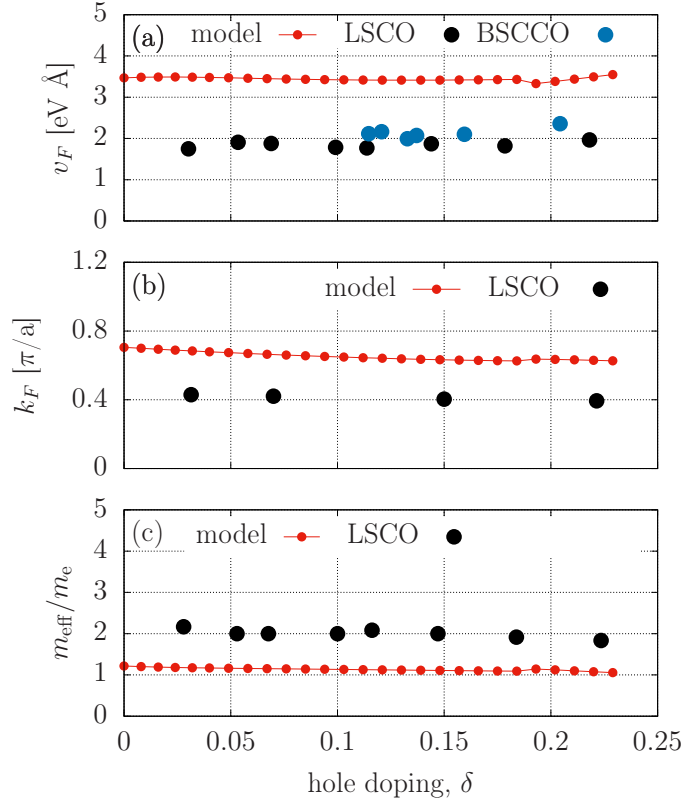 (a) model LSCO BSCCO
5
4
3
2
1
0
v_F [eV Å]
(b) model LSCO
1.2
0.8
0.4
0
k_F [π/a]
(c) model LSCO
5
4
3
2
1
0
m_eff/m_e
0 0.05 0.1 0.15 0.2 0.25
hole doping, δ